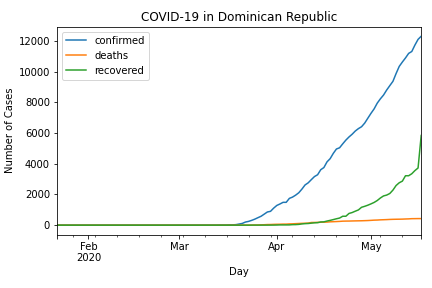 COVID-19 in Dominican Republic
confirmed
deaths
recovered
12000
10000
8000
6000
4000
2000
0
Number of Cases
Feb
2020
Mar
Apr
May
Day